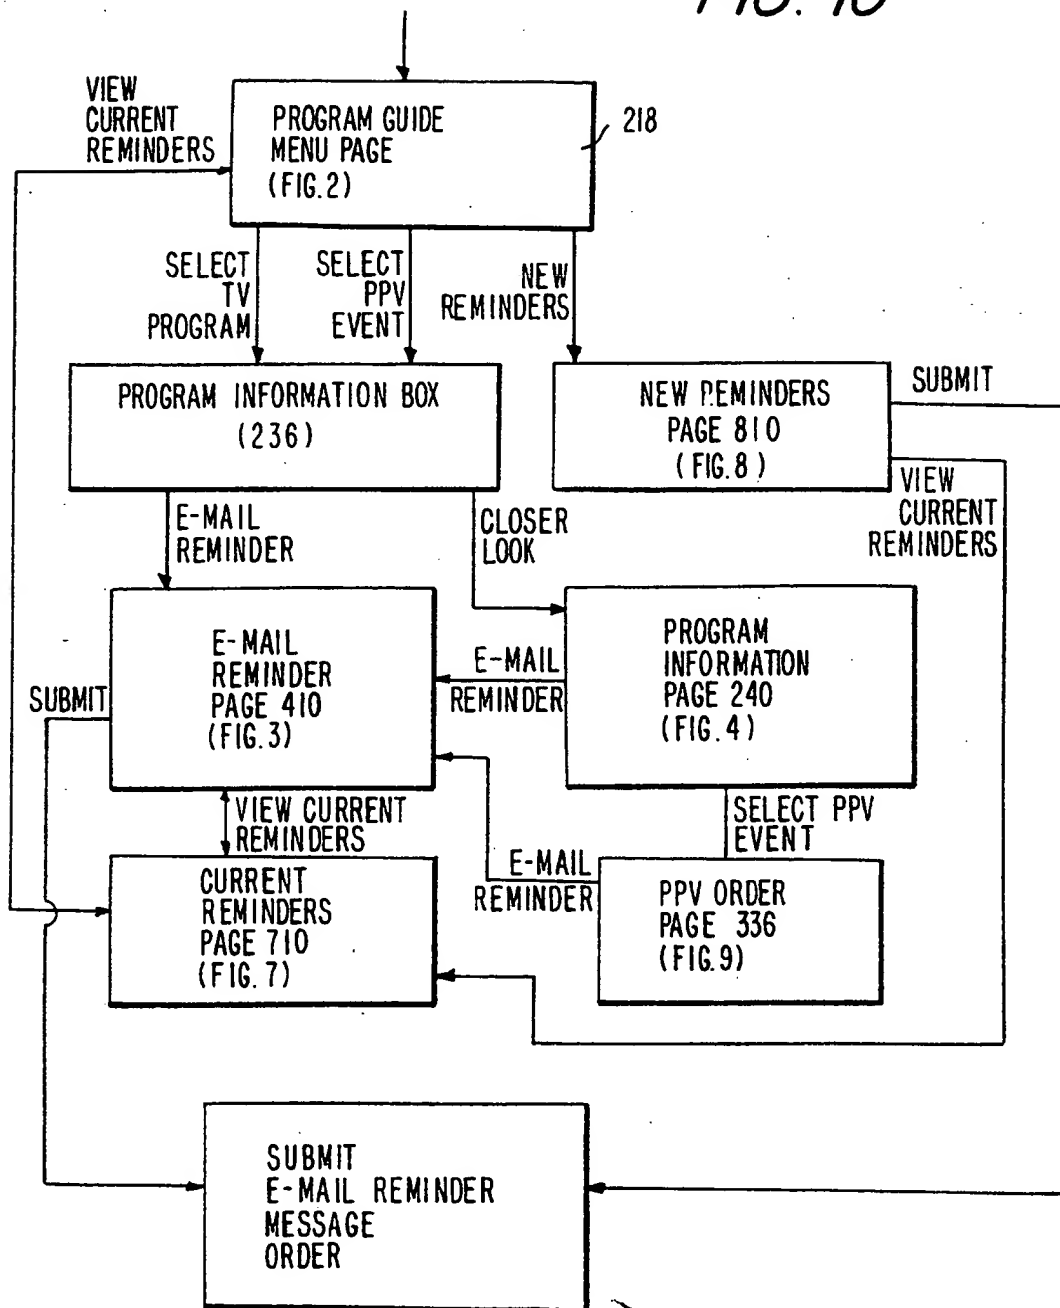 FIG. 10
VIEW
CURRENT
REMINDERS
PROGRAM GUIDE
MENU PAGE
(FIG.2)
218
SELECT
TV
PROGRAM
SELECT
PPV
EVENT
NEW
REMINDERS
PROGRAM INFORMATION BOX
(236)
NEW REMINDERS
PAGE 810
(FIG.8)
SUBMIT
VIEW
CURRENT
REMINDERS
E-MAIL
REMINDER
CLOSER
LOOK
E-MAIL
REMINDER
PAGE 410
(FIG.3)
E-MAIL
REMINDER
PROGRAM
INFORMATION
PAGE 240
(FIG.4)
SUBMIT
VIEW CURRENT
REMINDERS
SELECT PPV
EVENT
E-MAIL
REMINDER
CURRENT
REMINDERS
PAGE 710
(FIG.7)
PPV ORDER
PAGE 336
(FIG.9)
SUBMIT
E-MAIL REMINDER
MESSAGE
ORDER